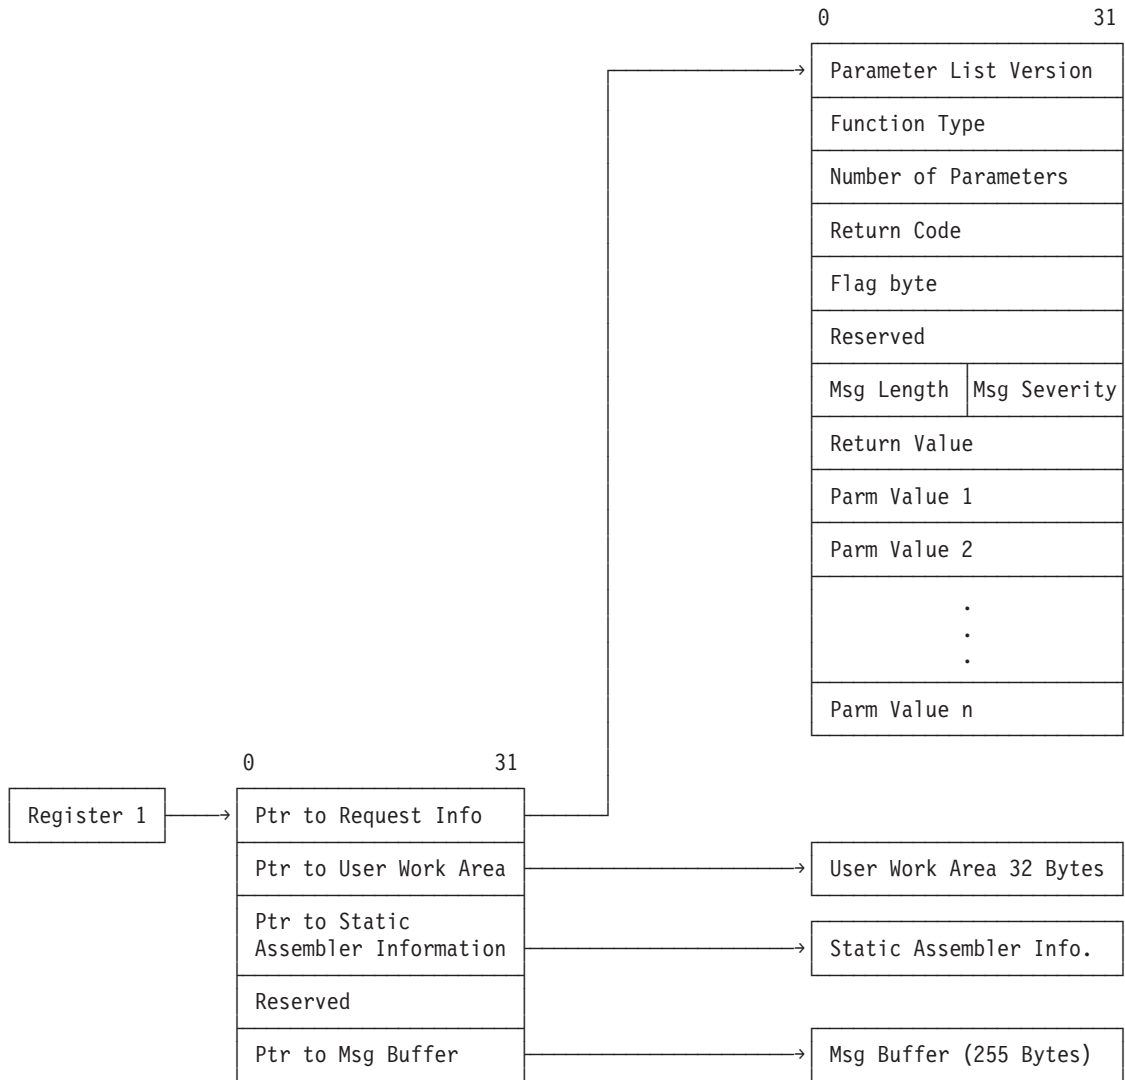 0 31
Parameter List Version
Function Type
Number of Parameters
Return Code
Flag byte
Reserved
Msg Length Msg Severity
Return Value
Parm Value 1
Parm Value 2
.
.
.
Parm Value n
0 31
Register 1 Ptr to Request Info
Ptr to User Work Area User Work Area 32 Bytes
Ptr to Static
Assembler Information Static Assembler Info.
Reserved
Ptr to Msg Buffer Msg Buffer (255 Bytes)